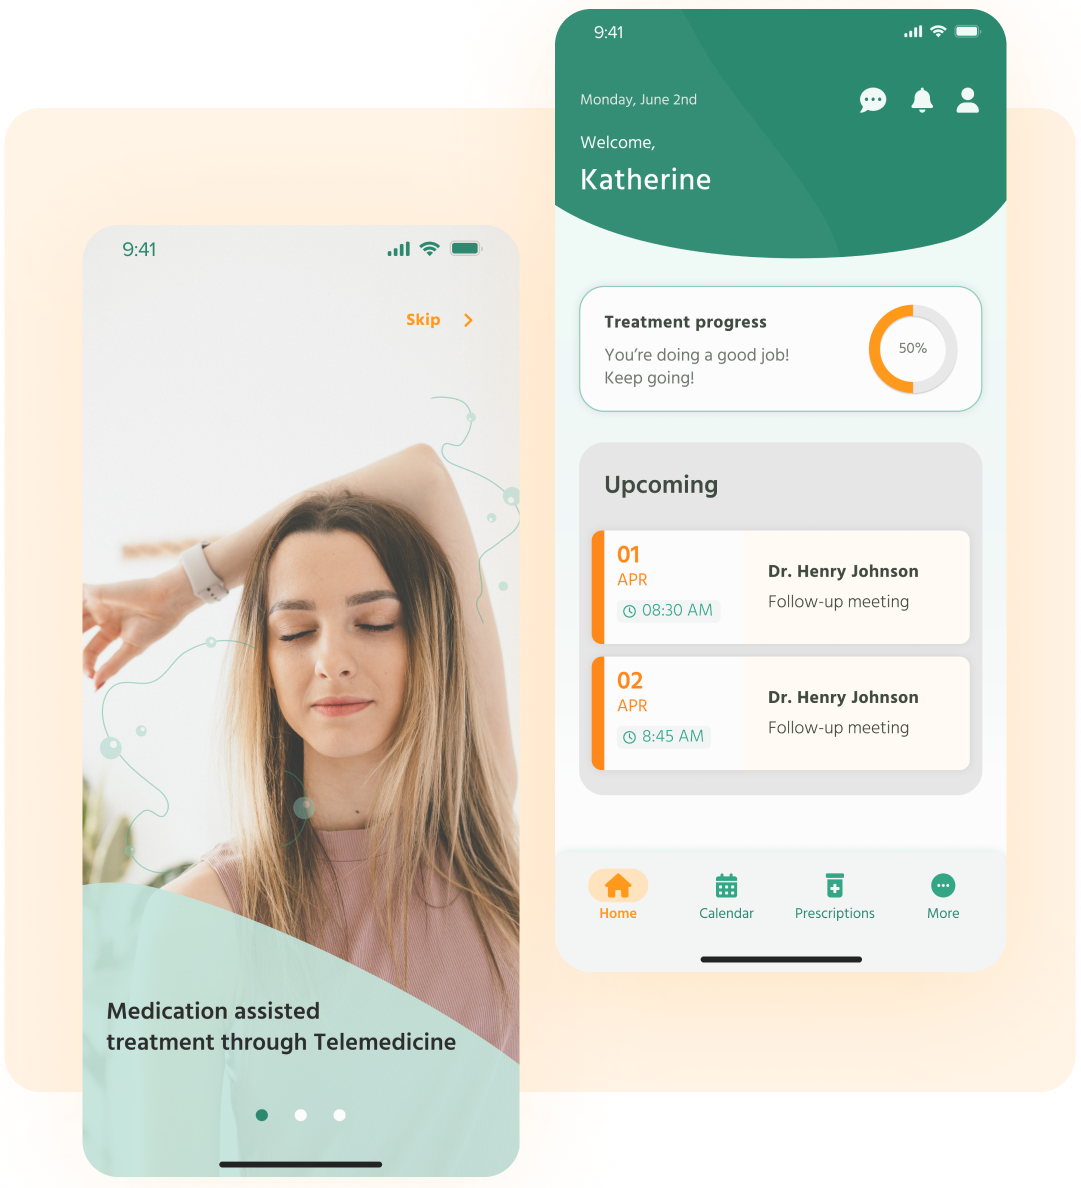 9:41
Skip
Medication assisted
treatment through Telemedicine
9:41
Monday, June 2nd
Welcome,
Katherine
Treatment progress
You’re doing a good job!
Keep going!
50%
Upcoming
01
APR
08:30 AM
Dr. Henry Johnson
Follow-up meeting
02
APR
8:45 AM
Dr. Henry Johnson
Follow-up meeting
Home
Calendar
Prescriptions
More